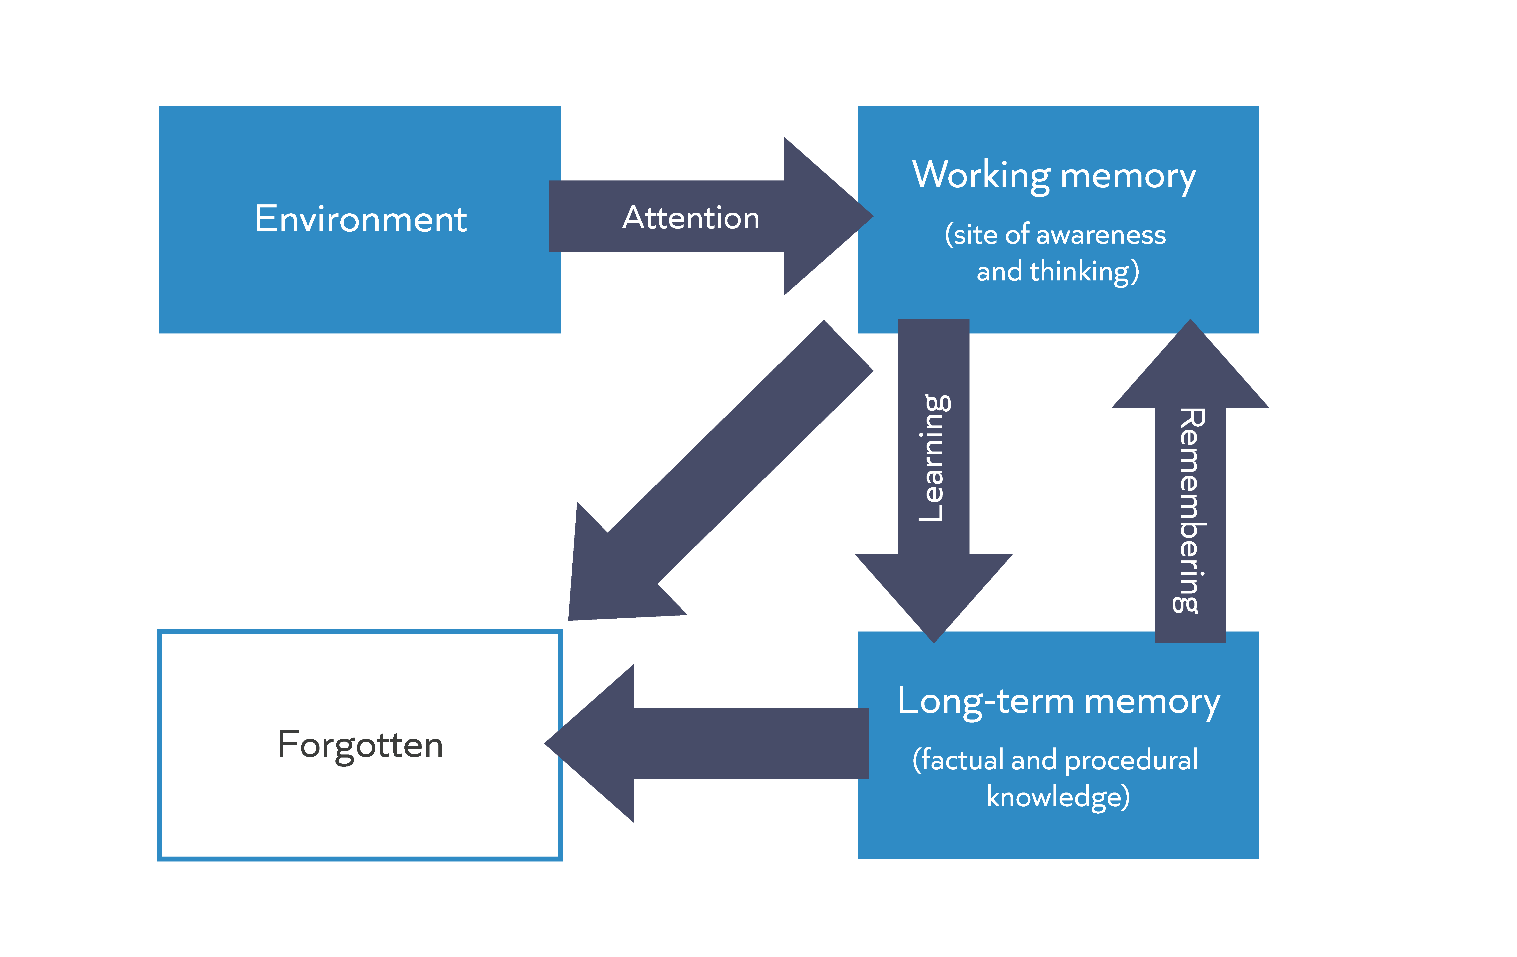 Environment
Attention
Working memory
(site of awareness
and thinking)
Learning
Remembering
Forgotten
Long-term memory
(factual and procedural
knowledge)